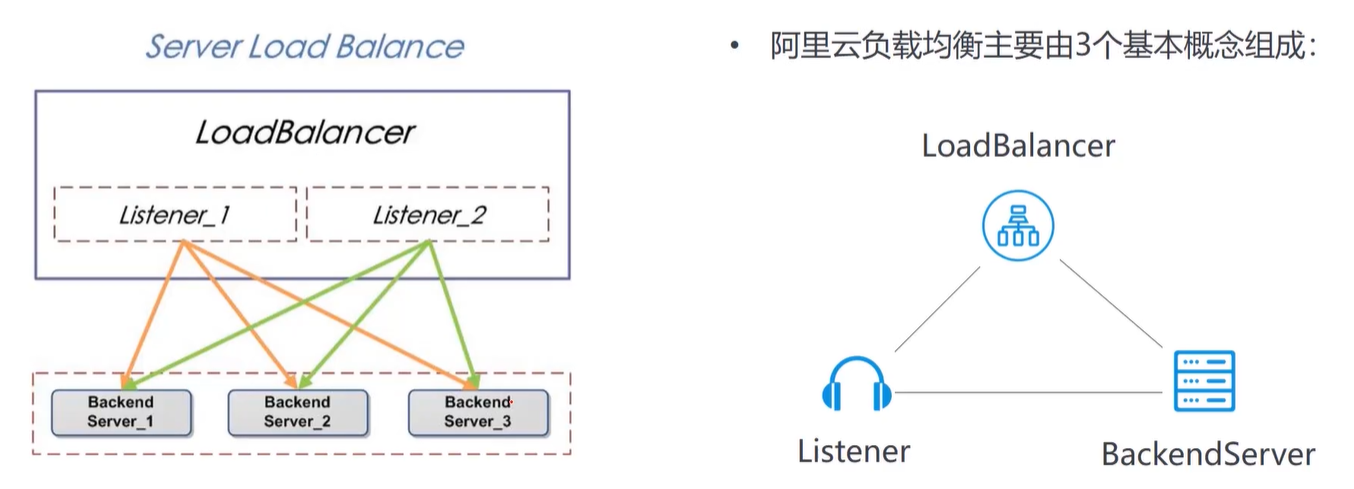 Server Load Balance
LoadBalancer
Listener_1
Listener_2
Backend
Server_1
Backend
Server_2
Backend
Server_3
• 阿里云负载均衡主要由3个基本概念组成：
LoadBalancer
Listener
BackendServer